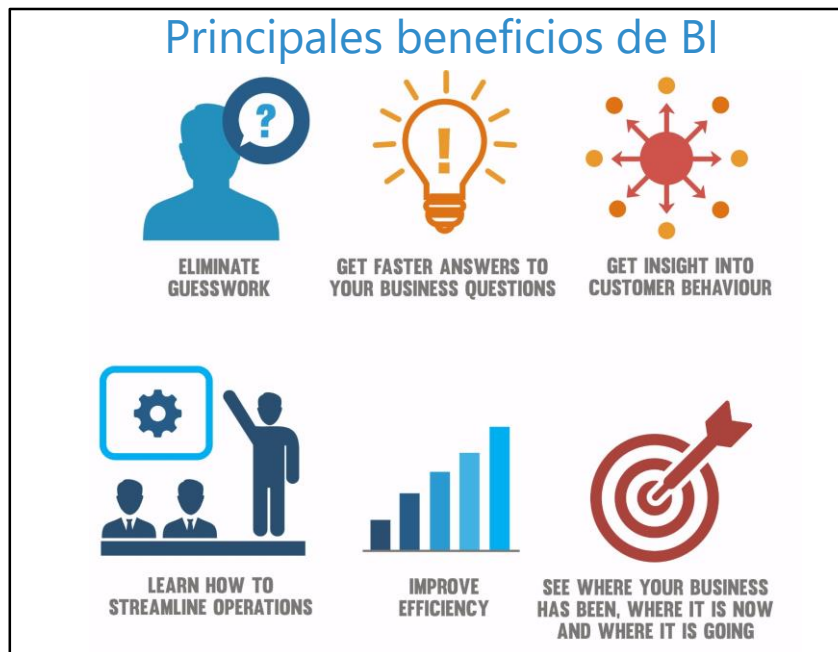 Principales beneficios de BI
?
!
ELIMINATE
GUESSWORK
GET FASTER ANSWERS TO
YOUR BUSINESS QUESTIONS
GET INSIGHT INTO
CUSTOMER BEHAVIOUR
LEARN HOW TO
STREAMLINE OPERATIONS
IMPROVE
EFFICIENCY
SEE WHERE YOUR BUSINESS
HAS BEEN, WHERE IT IS NOW
AND WHERE IT IS GOING